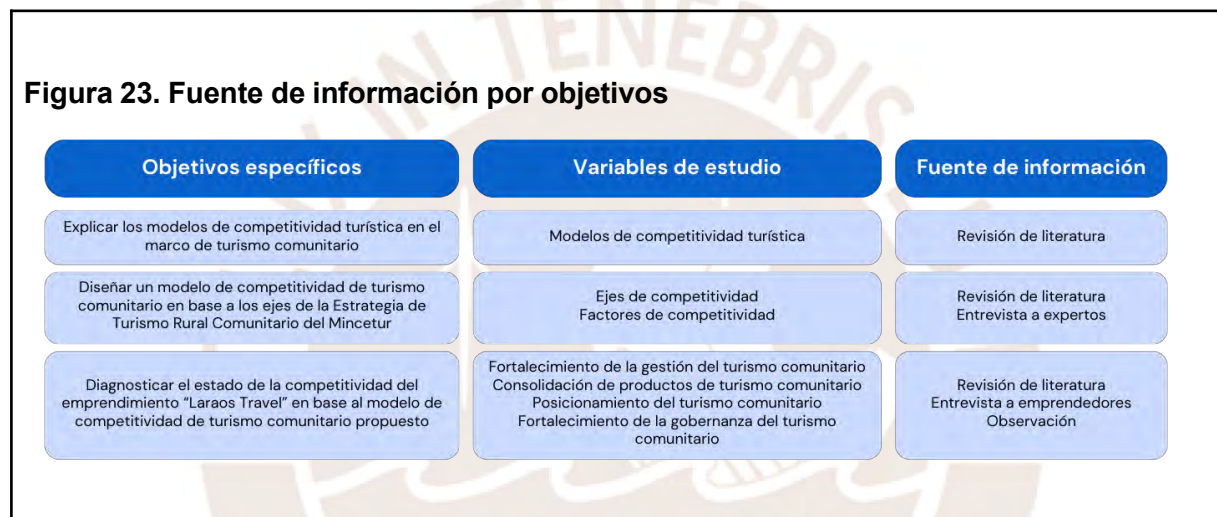 IN TENEBRIS
Figura 23. Fuente de información por objetivos
Objetivos específicos
Variables de estudio
Fuente de información
Explicar los modelos de competitividad turística en el
marco de turismo comunitario
Modelos de competitividad turística
Revisión de literatura
Diseñar un modelo de competitividad de turismo
comunitario en base a los ejes de la Estrategia de
Turismo Rural Comunitario del Mincetur
Ejes de competitividad
Factores de competitividad
Revisión de literatura
Entrevista a expertos
Diagnosticar el estado de la competitividad del
emprendimiento “Laraos Travel” en base al modelo de
competitividad de turismo comunitario propuesto
Fortalecimiento de la gestión del turismo comunitario
Consolidación de productos de turismo comunitario
Posicionamiento del turismo comunitario
Fortalecimiento de la gobernanza del turismo
comunitario
Revisión de literatura
Entrevista a emprendedores
Observación